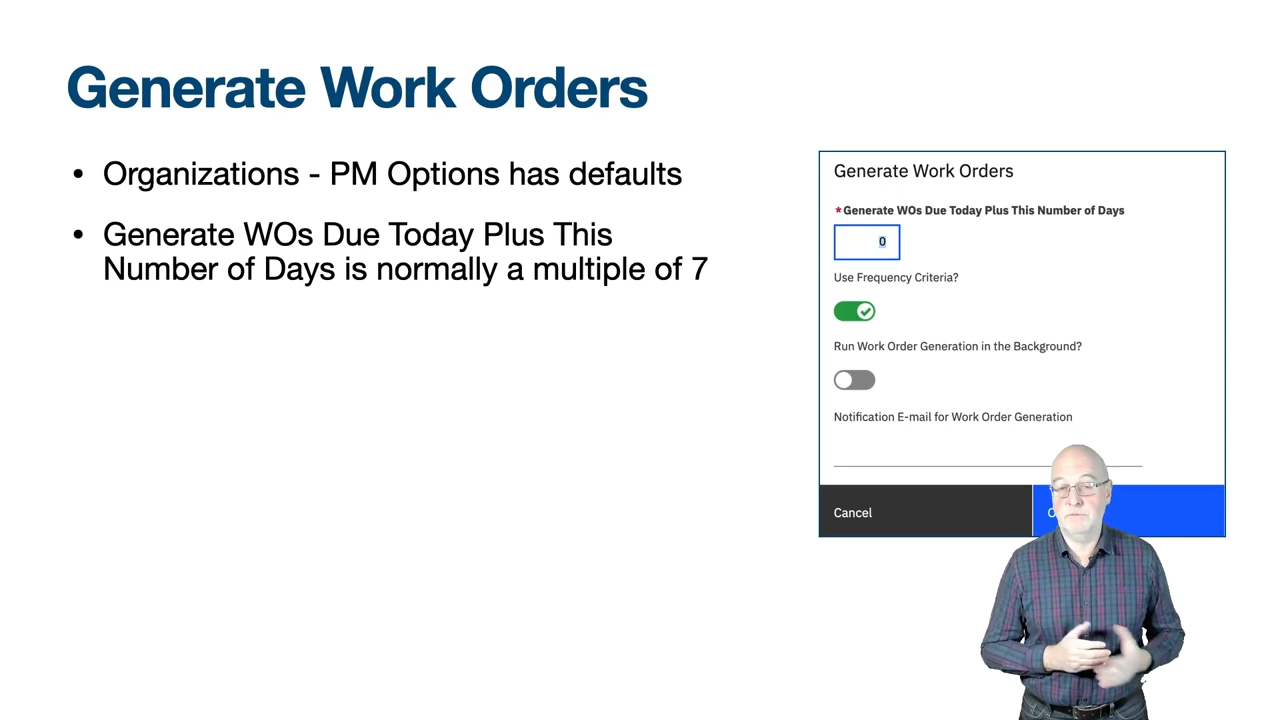 Generate Work Orders
• Organizations - PM Options has defaults
• Generate WOs Due Today Plus This
Number of Days is normally a multiple of 7
Generate Work Orders
*Generate WOs Due Today Plus This Number of Days
0
Use Frequency Criteria?
Run Work Order Generation in the Background?
Notification E-mail for Work Order Generation
Cancel